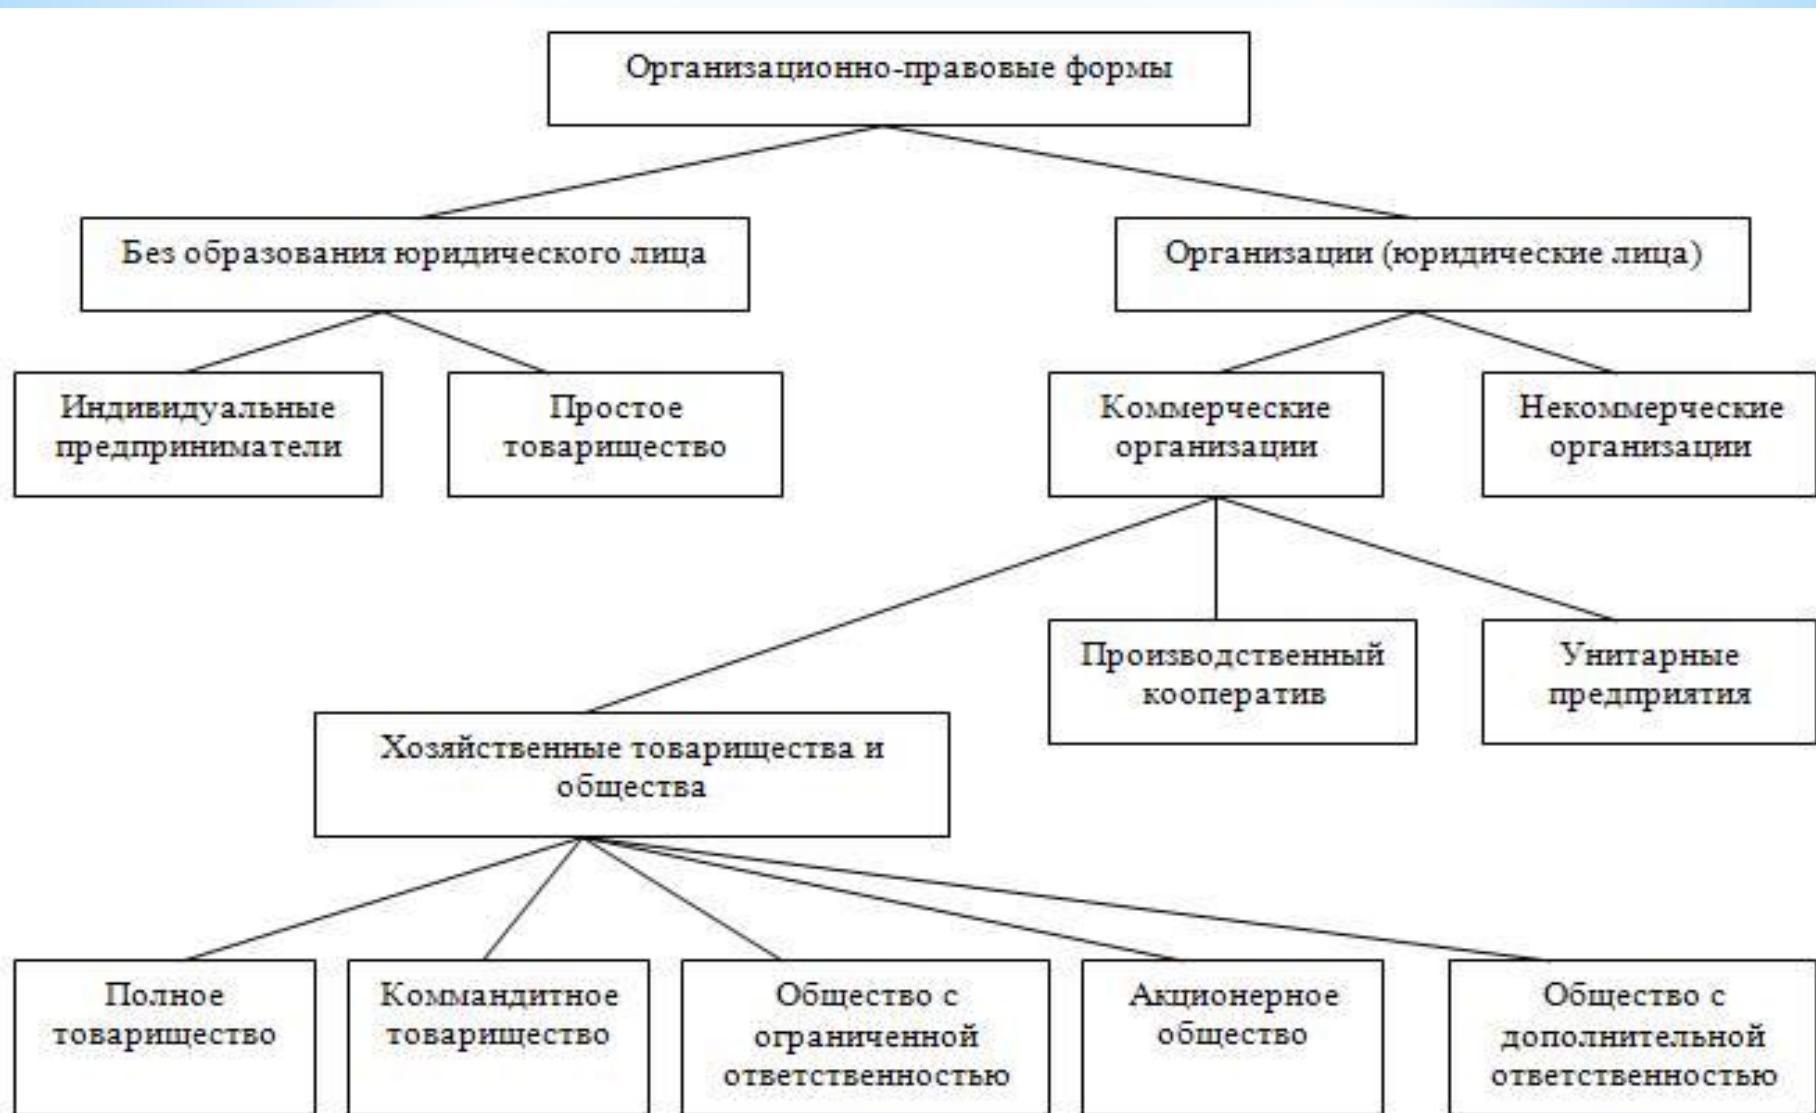 Организационно-правовые формы
Без образования юридического лица
Организации (юридические лица)
Индивидуальные
предприниматели
Простое
товарищество
Коммерческие
организации
Некоммерческие
организации
Производственный
кооператив
Унитарные
предприятия
Хозяйственные товарищества и
общества
Полное
товарищество
Коммандитное
товарищество
Общество с
ограниченной
ответственностью
Акционерное
общество
Общество с
дополнительной
ответственностью